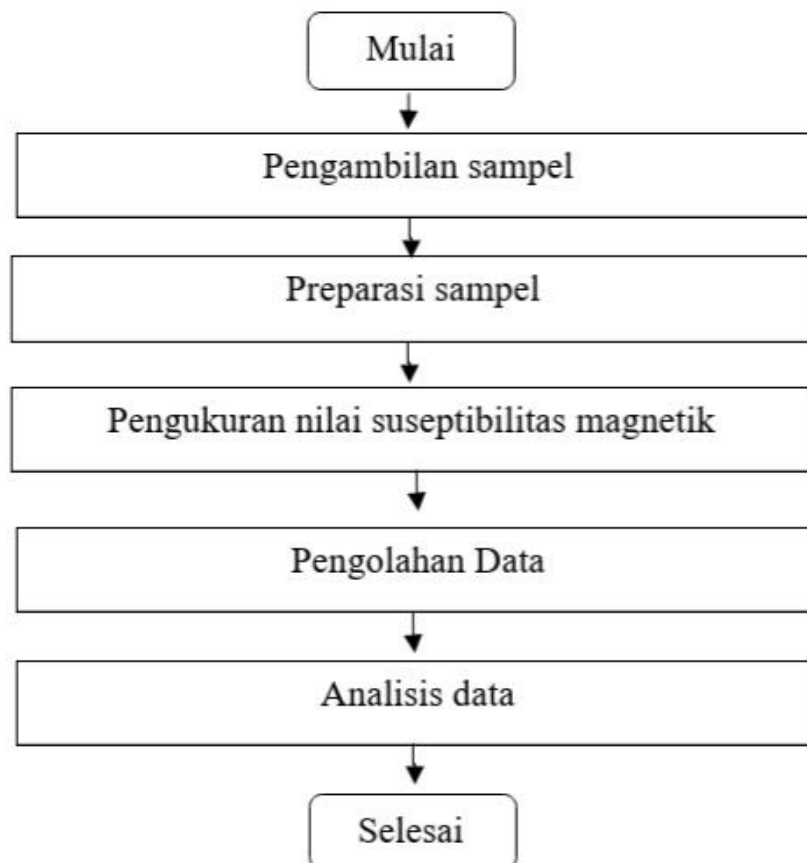 Mulai
Pengambilan sampel
Preparasi sampel
Pengukuran nilai suseptibilitas magnetik
Pengolahan Data
Analisis data
Selesai